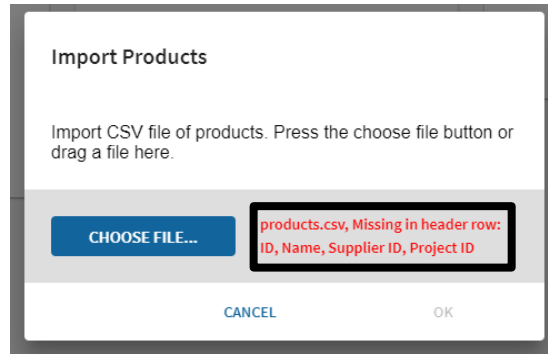 Import Products
Import CSV file of products. Press the choose file button or
drag a file here.
CHOOSE FILE...
products.csv, Missing in header row:
ID, Name, Supplier ID, Project ID
CANCEL
OK